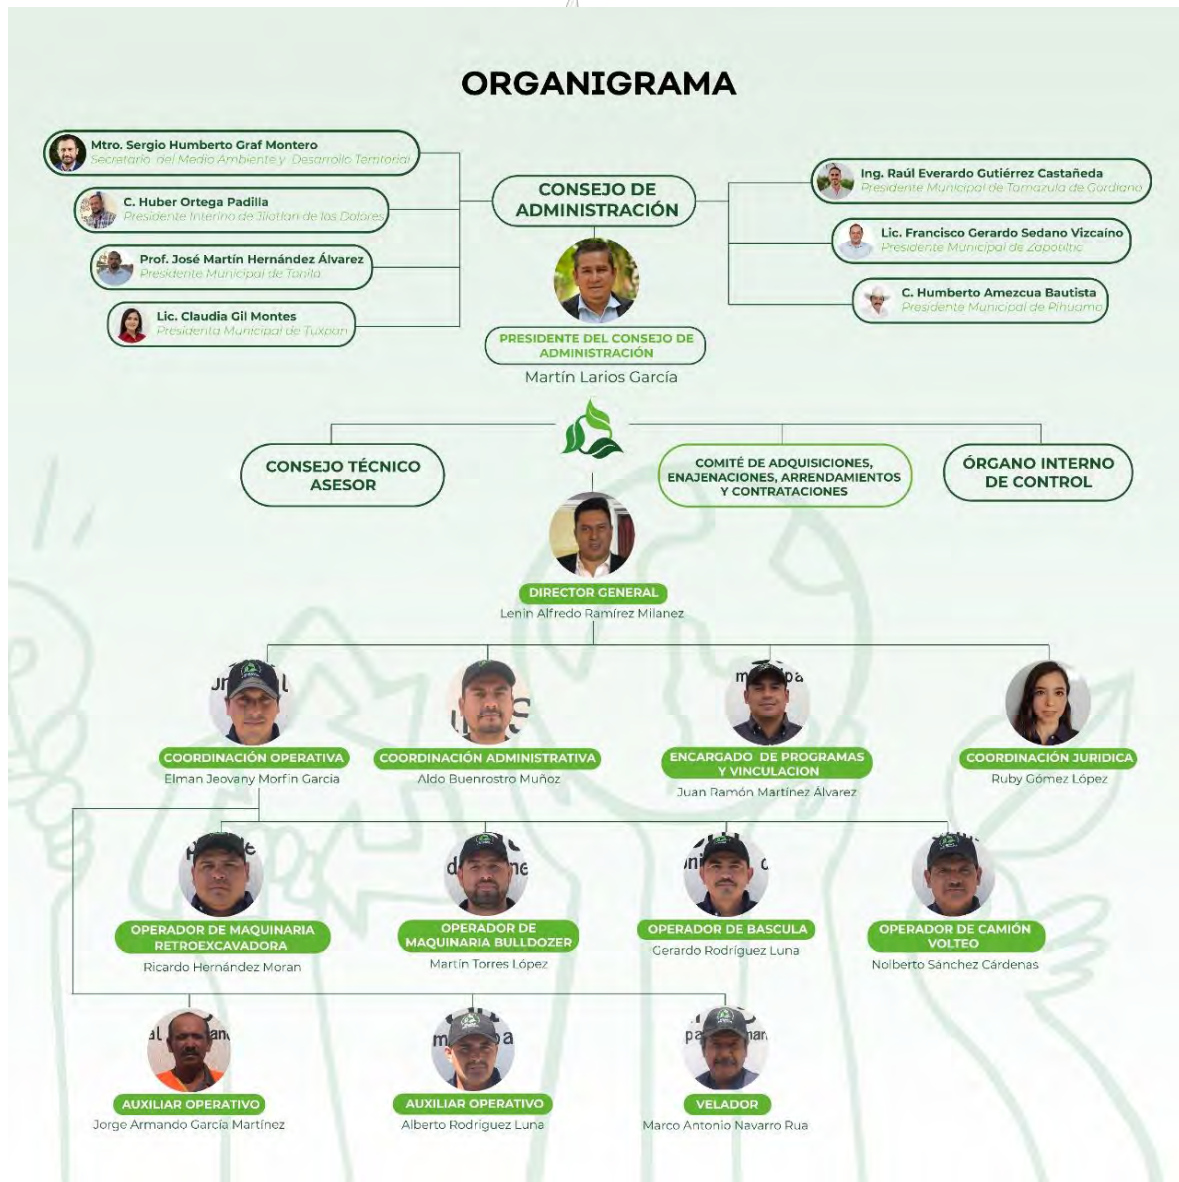 ORGANIGRAMA
Mtro. Sergio Humberto Graf Montero
Secretario del Medio Ambiente y Desarrollo Territorial
C. Huber Ortega Padilla
Presidente Interino de Jilotlan de los Dolores
Prof. José Martín Hernández Álvarez
Presidente Municipal de Tonila
Lic. Claudia Gil Montes
Presidenta Municipal de Tuxpan
CONSEJO DE
ADMINISTRACIÓN
PRESIDENTE DEL CONSEJO DE
ADMINISTRACIÓN
Martín Larios García
Ing. Raúl Everardo Gutiérrez Castañeda
Presidente Municipal de Tamazula de Gordiano
Lic. Francisco Gerardo Sedano Vizcaíno
Presidente Municipal de Zapotiltic
C. Humberto Amezcua Bautista
Presidente Municipal de Pihuamo
CONSEJO TÉCNICO
ASESOR
COMITÉ DE ADQUISICIONES,
ENAJENACIONES, ARRENDAMIENTOS
Y CONTRATACIONES
ÓRGANO INTERNO
DE CONTROL
DIRECTOR GENERAL
Lenin Alfredo Ramírez Milanez
COORDINACIÓN OPERATIVA
Elman Jeovany Morfin Garcia
COORDINACIÓN ADMINISTRATIVA
Aldo Buenrostro Muñoz
ENCARGADO DE PROGRAMAS
Y VINCULACION
Juan Ramón Martínez Álvarez
COORDINACIÓN JURIDICA
Ruby Gómez López
OPERADOR DE MAQUINARIA
RETROEXCAVADORA
Ricardo Hernández Moran
OPERADOR DE
MAQUINARIA BULLDOZER
Martín Torres López
OPERADOR DE BASCULA
Gerardo Rodríguez Luna
OPERADOR DE CAMIÓN
VOLTEO
Nolberto Sánchez Cárdenas
AUXILIAR OPERATIVO
Jorge Armando García Martínez
AUXILIAR OPERATIVO
Alberto Rodriguez Luna
VELADOR
Marco Antonio Navarro Rua